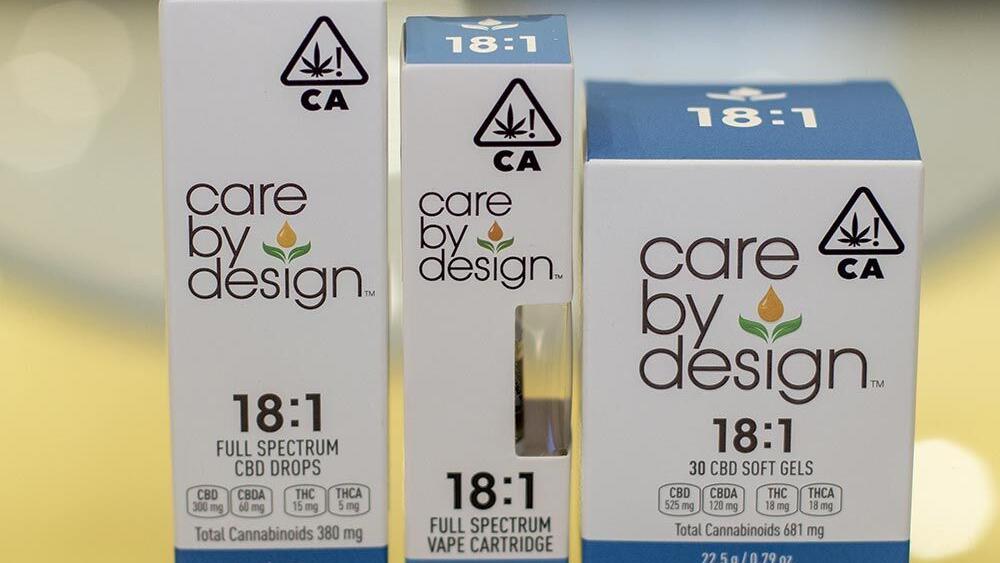 CA
care
by
design™
18:1
FULL SPECTRUM
CBD DROPS
CBD
300 mg
CBDA
60 mg
THC
15 mg
THCA
5 mg
Total Cannabinoids 380 mg
18:1
CA
care
by
design™
18:1
FULL SPECTRUM
VAPE CARTRIDGE
18:1
CA
care
by
design™
18:1
30 CBD SOFT GELS
CBD
525 mg
CBDA
120 mg
THC
18 mg
THCA
18 mg
Total Cannabinoids 681 mg
22.5 g / 0.79 oz